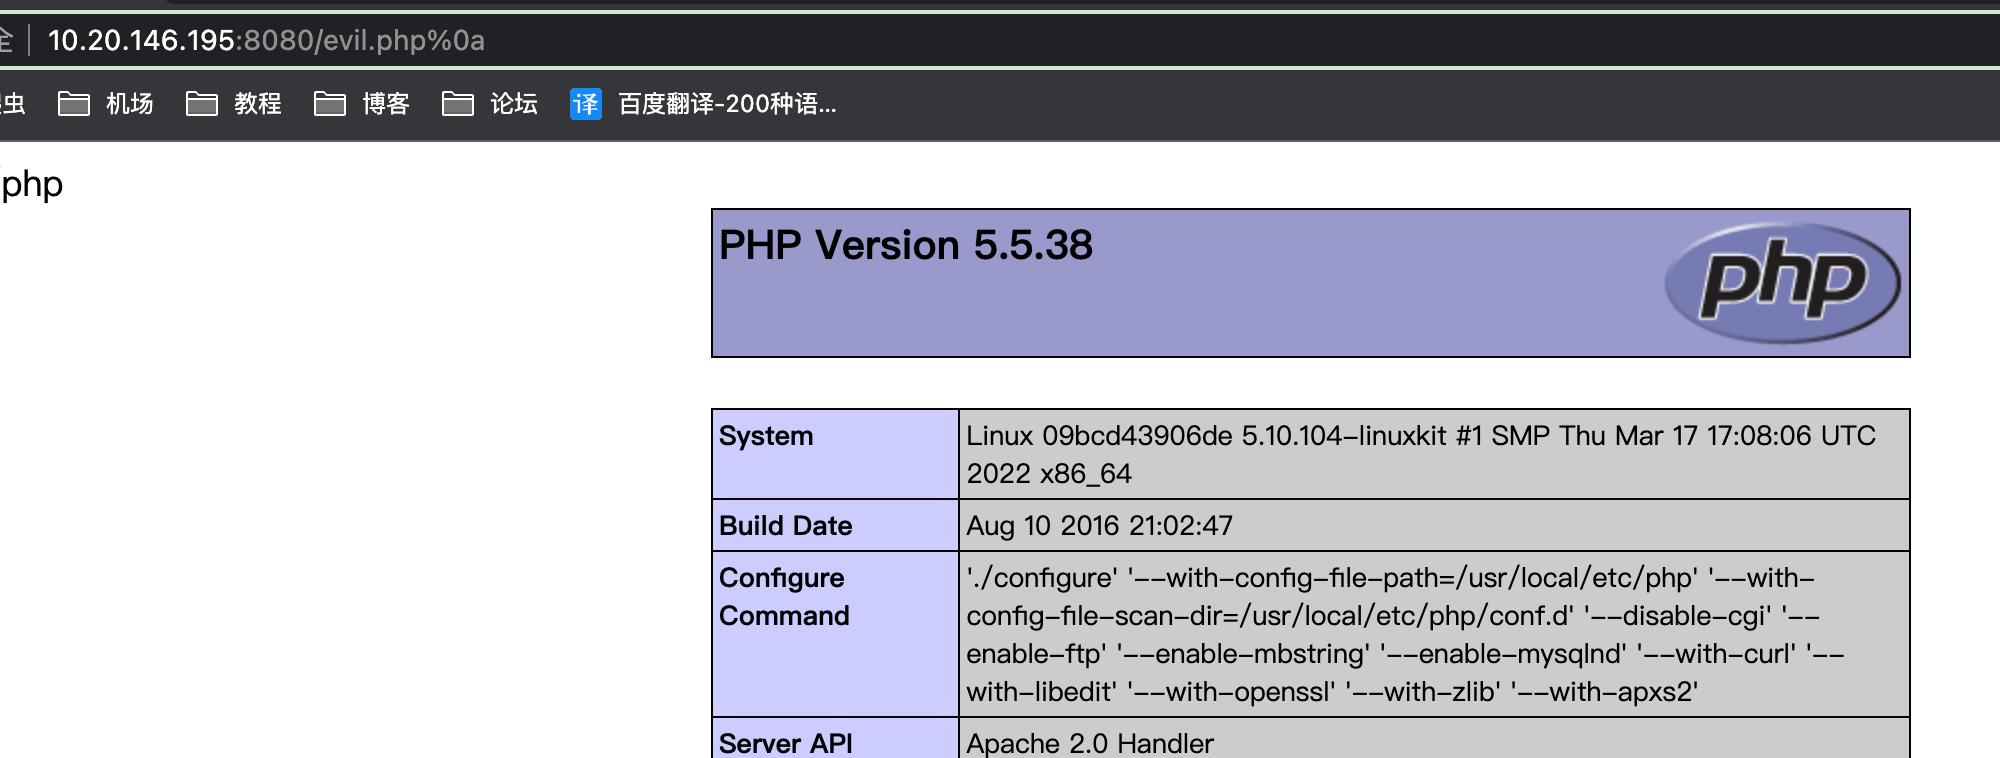 全 10.20.146.195:8080/evil.php%0a
虫 机场 教程 博客 论坛 译 百度翻译-200种语...
php
PHP Version 5.5.38
php
System
Linux 09bcd43906de 5.10.104-linuxkit #1 SMP Thu Mar 17 17:08:06 UTC
2022 x86_64
Build Date
Aug 10 2016 21:02:47
Configure
Command
'./configure' '--with-config-file-path=/usr/local/etc/php' '--with-
config-file-scan-dir=/usr/local/etc/php/conf.d' '--disable-cgi' '--
enable-ftp' '--enable-mbstring' '--enable-mysqlnd' '--with-curl' '--
with-libedit' '--with-openssl' '--with-zlib' '--with-apxs2'
Server API
Apache 2.0 Handler